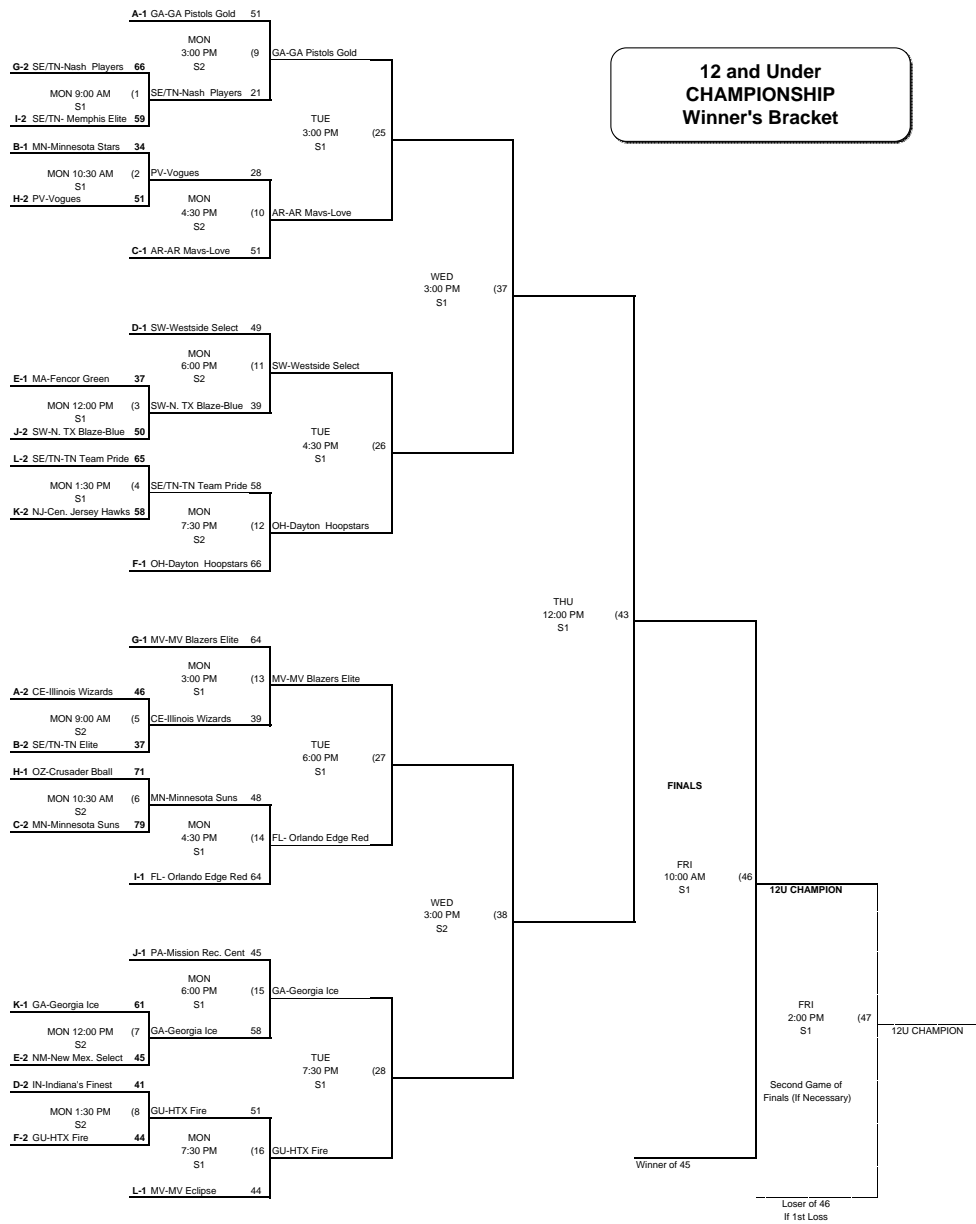 12 and Under
CHAMPIONSHIP
Winner's Bracket
A-1 GA-GA Pistols Gold 51
MON
3:00 PM (9 GA-GA Pistols Gold
S2
G-2 SE/TN-Nash Players 66
MON 9:00 AM (1 SE/TN-Nash Players 21
S1
I-2 SE/TN- Memphis Elite 59
TUE
3:00 PM (25
S1
B-1 MN-Minnesota Stars 34
MON 10:30 AM (2 PV-Vogues 28
S1
H-2 PV-Vogues 51
MON
4:30 PM (10 AR-AR Mavs-Love
S2
C-1 AR-AR Mavs-Love 51
WED
3:00 PM (37
S1
D-1 SW-Westside Select 49
MON
6:00 PM (11 SW-Westside Select
S2
E-1 MA-Fencor Green 37
MON 12:00 PM (3 SW-N. TX Blaze-Blue 39
S1
J-2 SW-N. TX Blaze-Blue 50
TUE
4:30 PM (26
S1
L-2 SE/TN-TN Team Pride 65
MON 1:30 PM (4 SE/TN-TN Team Pride 58
S1
K-2 NJ-Cen. Jersey Hawks 58
MON
7:30 PM (12 OH-Dayton Hoopstars
S2
F-1 OH-Dayton Hoopstars 66
THU
12:00 PM (43
S1
G-1 MV-MV Blazers Elite 64
MON
3:00 PM (13 MV-MV Blazers Elite
S1
A-2 CE-Illinois Wizards 46
MON 9:00 AM (5 CE-Illinois Wizards 39
S2
B-2 SE/TN-TN Elite 37
TUE
6:00 PM (27
S1
H-1 OZ-Crusader Bball 71
MON 10:30 AM (6 MN-Minnesota Suns 48
S2
C-2 MN-Minnesota Suns 79
MON
4:30 PM (14 FL- Orlando Edge Red
S1
I-1 FL- Orlando Edge Red 64
FINALS
FRI
10:00 AM (46
S1
12U CHAMPION
WED
3:00 PM (38
S2
J-1 PA-Mission Rec. Cent 45
MON
6:00 PM (15 GA-Georgia Ice
S1
K-1 GA-Georgia Ice 61
MON 12:00 PM (7 GA-Georgia Ice 58
S2
E-2 NM-New Mex. Select 45
FRI
2:00 PM (47
S1
12U CHAMPION
TUE
7:30 PM (28
S1
D-2 IN-Indiana's Finest 41
MON 1:30 PM (8 GU-HTX Fire 51
S2
F-2 GU-HTX Fire 44
MON
7:30 PM (16 GU-HTX Fire
S1
L-1 MV-MV Eclipse 44
Second Game of
Finals (If Necessary)
Winner of 45
Loser of 46
If 1st Loss